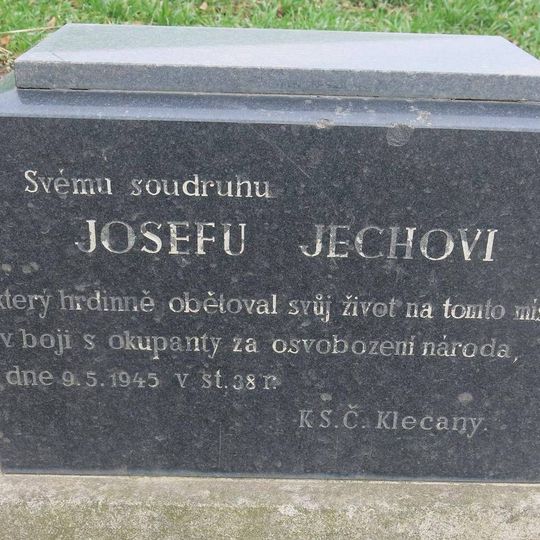 Svému soudruhu
JOSEFU JECHOVI
který hrdinně obětoval svůj život na tomto mís
v boji s okupanty za osvobození národa,
dne 9.5.1945 v st.38 r.
K S.Č. Klecany.